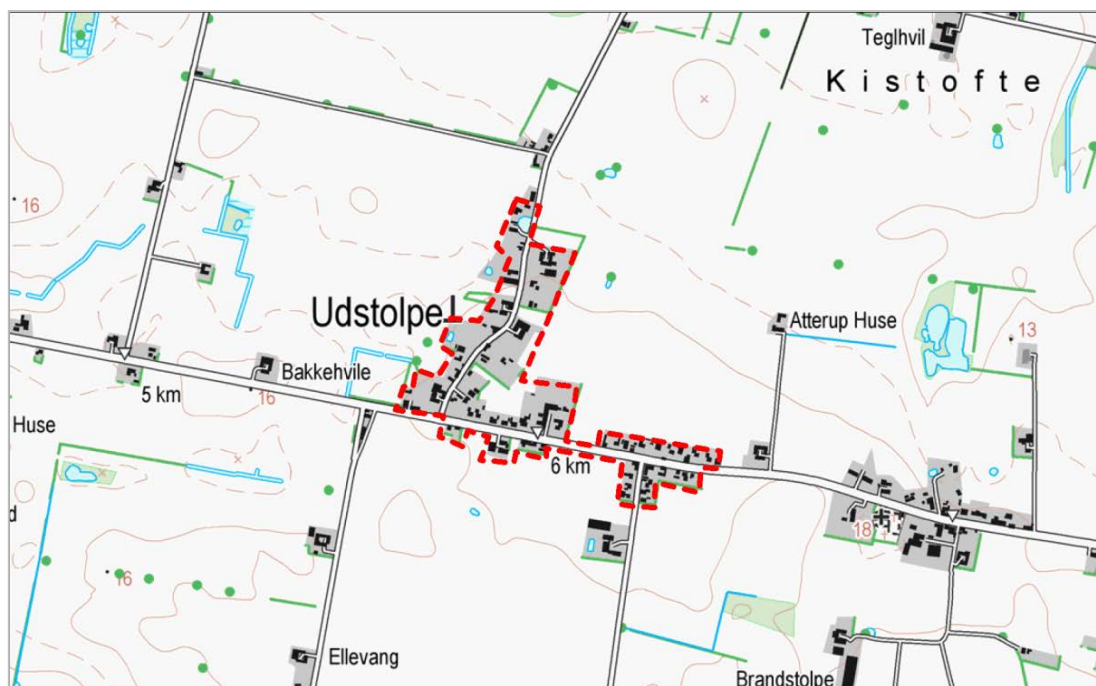 Teglhvil
Kistofte
16
Udstolpe
Atterup Huse
13
Bakkehvile
5 km
16
Huse
6 km
d
18
16
Ellevang
Brandstolpe